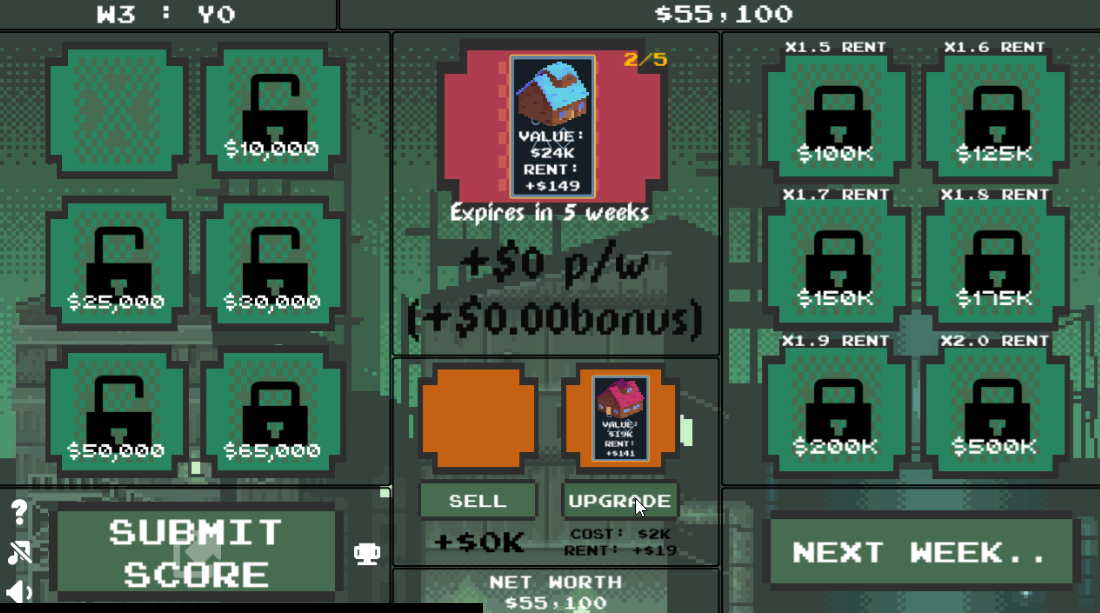 W3 : Y0
$55,100
$10,000
$25,000
$30,000
$50,000
$65,000
2/5
VALUE:
$24K
RENT:
+$149
Expires in 5 weeks
+$0 p/w
(+$0.00bonus)
VALUE:
$19K
RENT:
+$141
SELL
UPGRADE
+$0K
COST: $2K
RENT: +$19
NET WORTH
$55,100
X1.5 RENT
X1.6 RENT
$100K
$125K
X1.7 RENT
X1.8 RENT
$150K
$175K
X1.9 RENT
X2.0 RENT
$200K
$500K
?
SUBMIT
SCORE
NEXT WEEK..